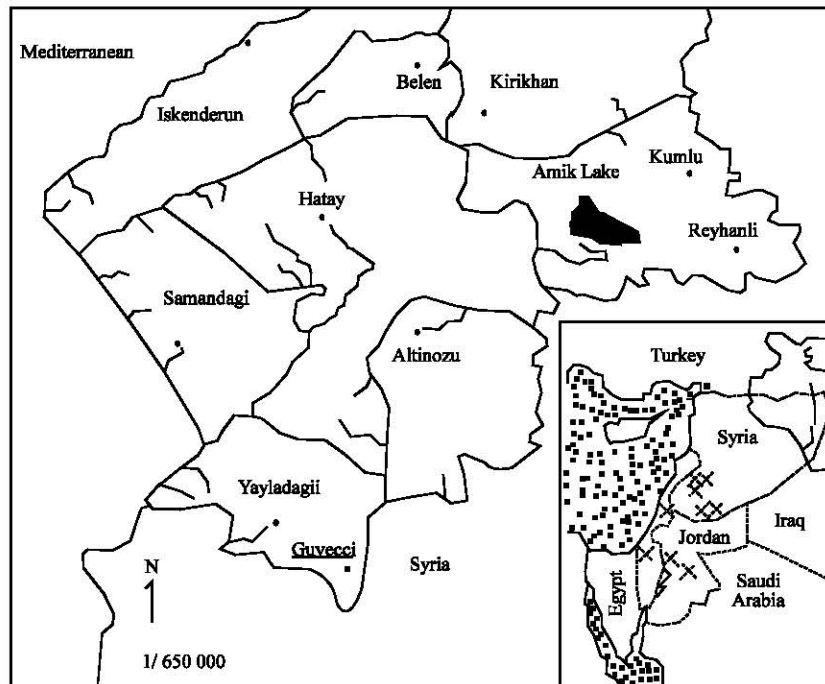 Mediterranean
Belen
Kirikhan
Iskenderun
Amik Lake
Kumlu
Hatay
Reyhanli
Samandagi
Altinozu
Yayladagii
Guvecci
Syria
N
1/ 650 000
Turkey
Syria
Iraq
Jordan
Egypt
Saudi
Arabia